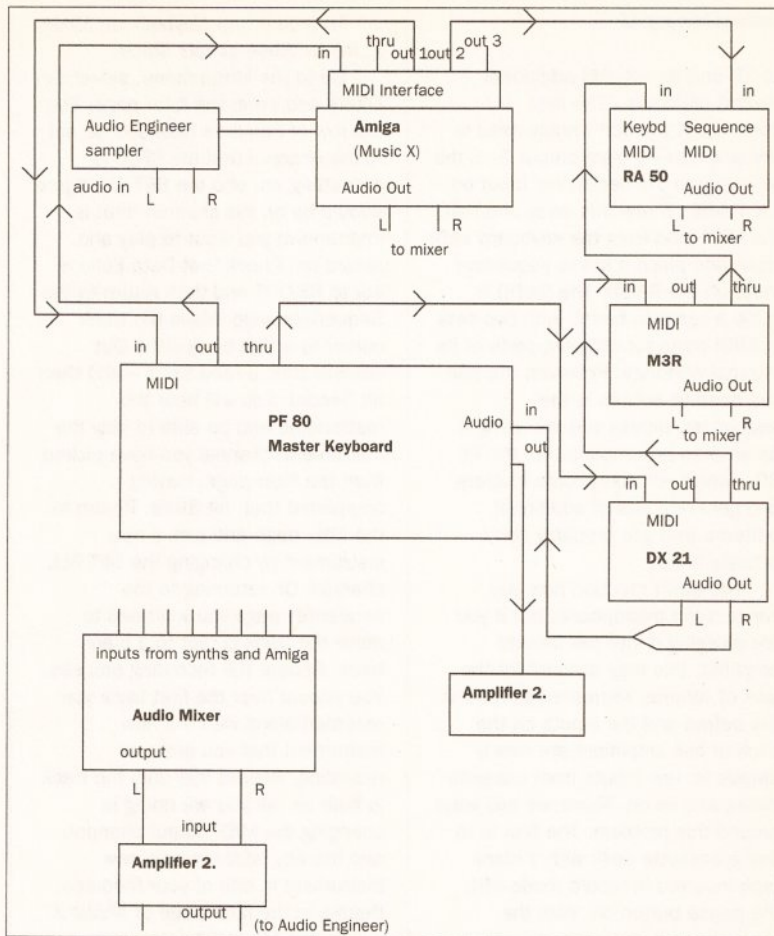 thru out 3
in out 1 out 2
MIDI Interface
Amiga
(Music X)
Audio Out
L R
to mixer
Audio Engineer
sampler
audio in L R
in in
Keybd Sequence
MIDI MIDI
RA 50
Audio Out
L R
to mixer
in out thru
MIDI
M3R
Audio Out
L R
to mixer
in out thru
MIDI
PF 80
Master Keyboard
Audio in
out
in out thru
MIDI
DX 21
Audio Out
L R
Amplifier 2.
inputs from synths and Amiga
Audio Mixer
output
L R
input
Amplifier 2.
output
(to Audio Engineer)